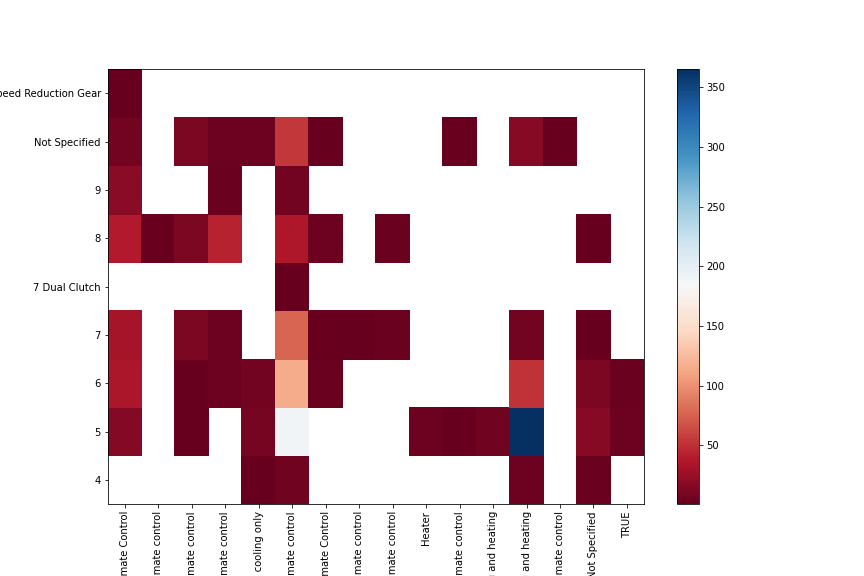 Speed Reduction Gear
Not Specified
9
8
7 Dual Clutch
7
6
5
4
350
300
250
200
150
100
50
mate Control
mate control
mate control
mate control
cooling only
mate control
mate Control
mate control
mate control
Heater
mate control
and heating
and heating
mate control
Not Specified
TRUE